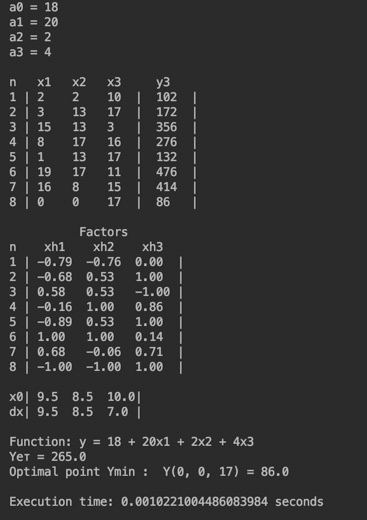 a0 = 18
a1 = 20
a2 = 2
a3 = 4
n x1 x2 x3 y3
1 | 2 2 10 | 102 |
2 | 3 13 17 | 172 |
3 | 15 13 3 | 356 |
4 | 8 17 16 | 276 |
5 | 1 13 17 | 132 |
6 | 19 17 11 | 476 |
7 | 16 8 15 | 414 |
8 | 0 0 17 | 86 |
Factors
n xh1 xh2 xh3
1 | -0.79 -0.76 0.00 |
2 | -0.68 0.53 1.00 |
3 | 0.58 0.53 -1.00 |
4 | -0.16 1.00 0.86 |
5 | -0.89 0.53 1.00 |
6 | 1.00 1.00 0.14 |
7 | 0.68 -0.06 0.71 |
8 | -1.00 -1.00 1.00 |
x0| 9.5 8.5 10.0|
dx| 9.5 8.5 7.0 |
Function: y = 18 + 20x1 + 2x2 + 4x3
Yет = 265.0
Optimal point Ymin : Y(0, 0, 17) = 86.0
Execution time: 0.0010221004486083984 seconds